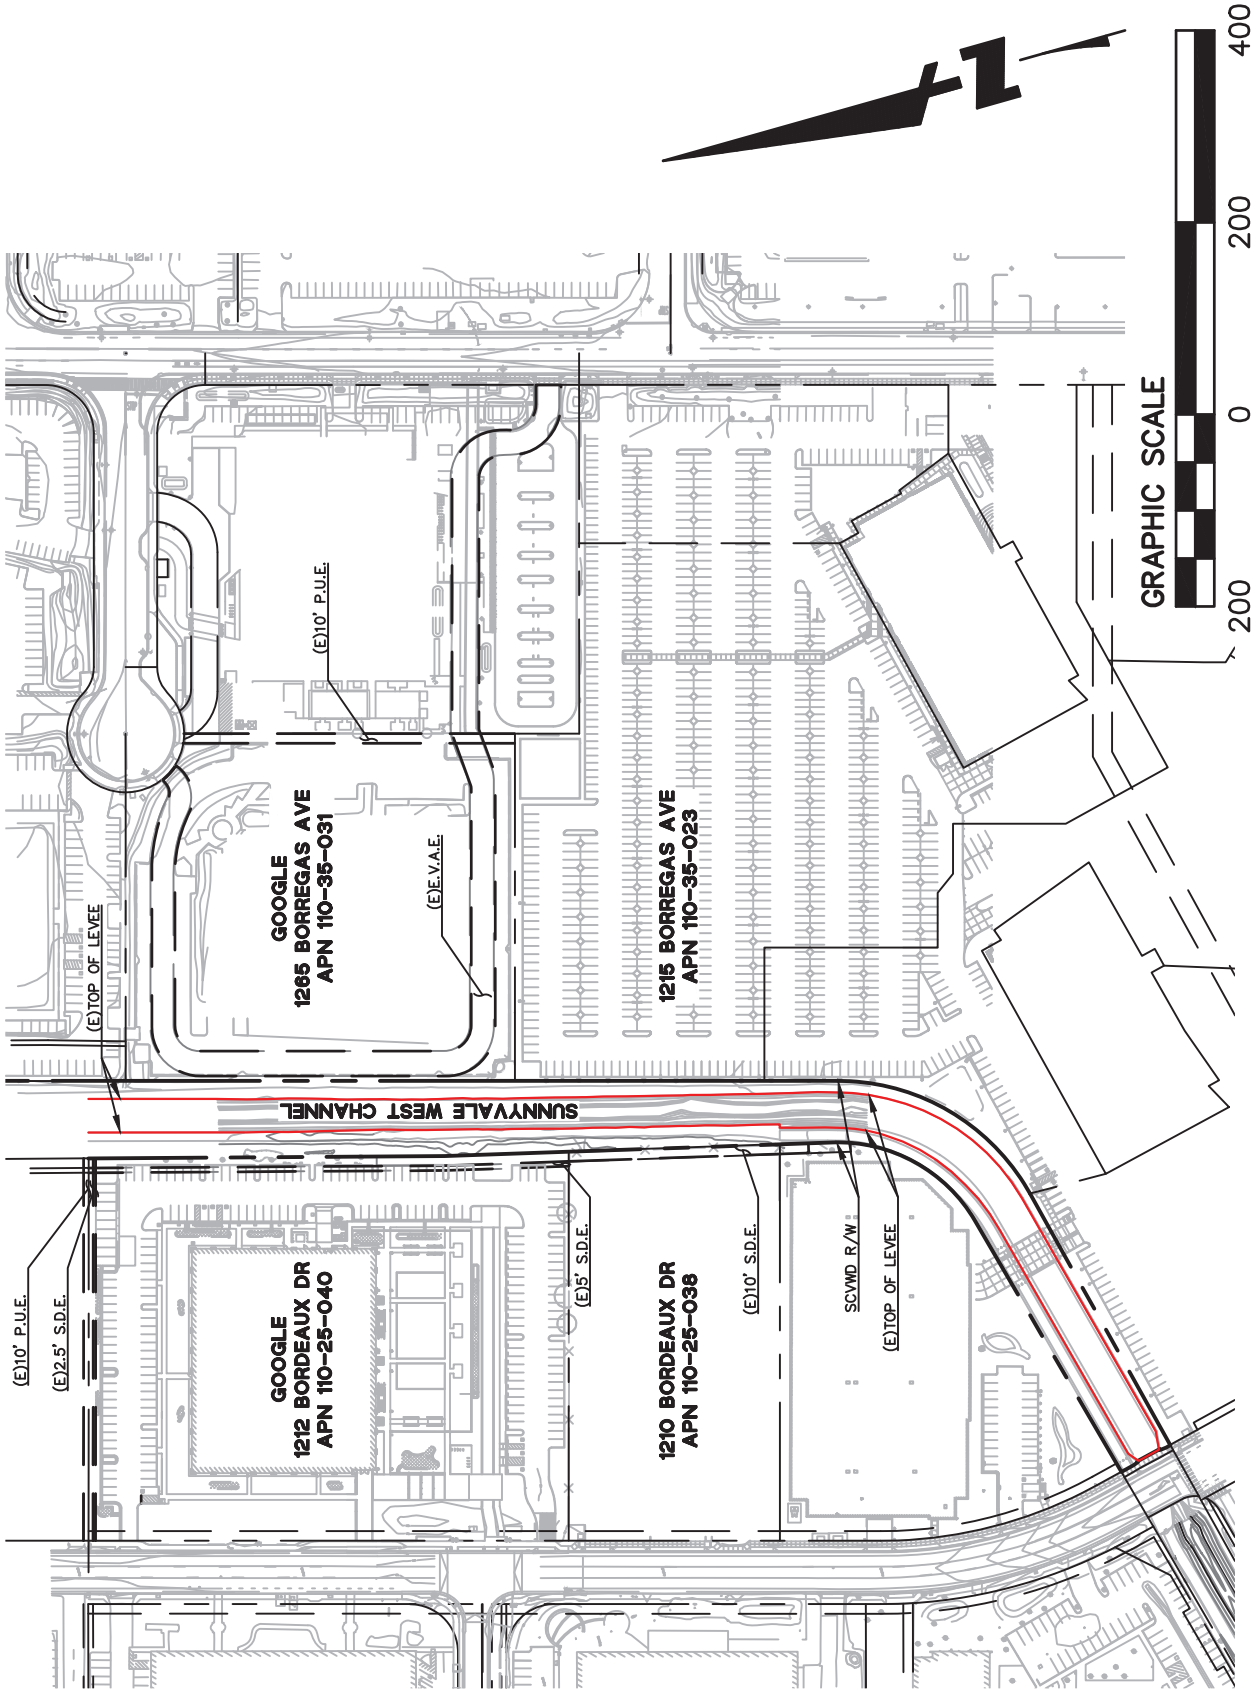 (E)10' P.U.E.
(E)2.5' S.D.E.
GOOGLE
1212 BORDEAUX DR
APN 110-25-040
(E)5' S.D.E.
1210 BORDEAUX DR
APN 110-25-038
(E)10' S.D.E.
SCVWD R/W
(E)TOP OF LEVEE
SUNNYVALE WEST CHANNEL
(E)TOP OF LEVEE
GOOGLE
1265 BORREGAS AVE
APN 110-35-031
(E)10' P.U.E.
(E)E.V.A.E.
1215 BORREGAS AVE
APN 110-35-023
GRAPHIC SCALE
200 0 200 400
N